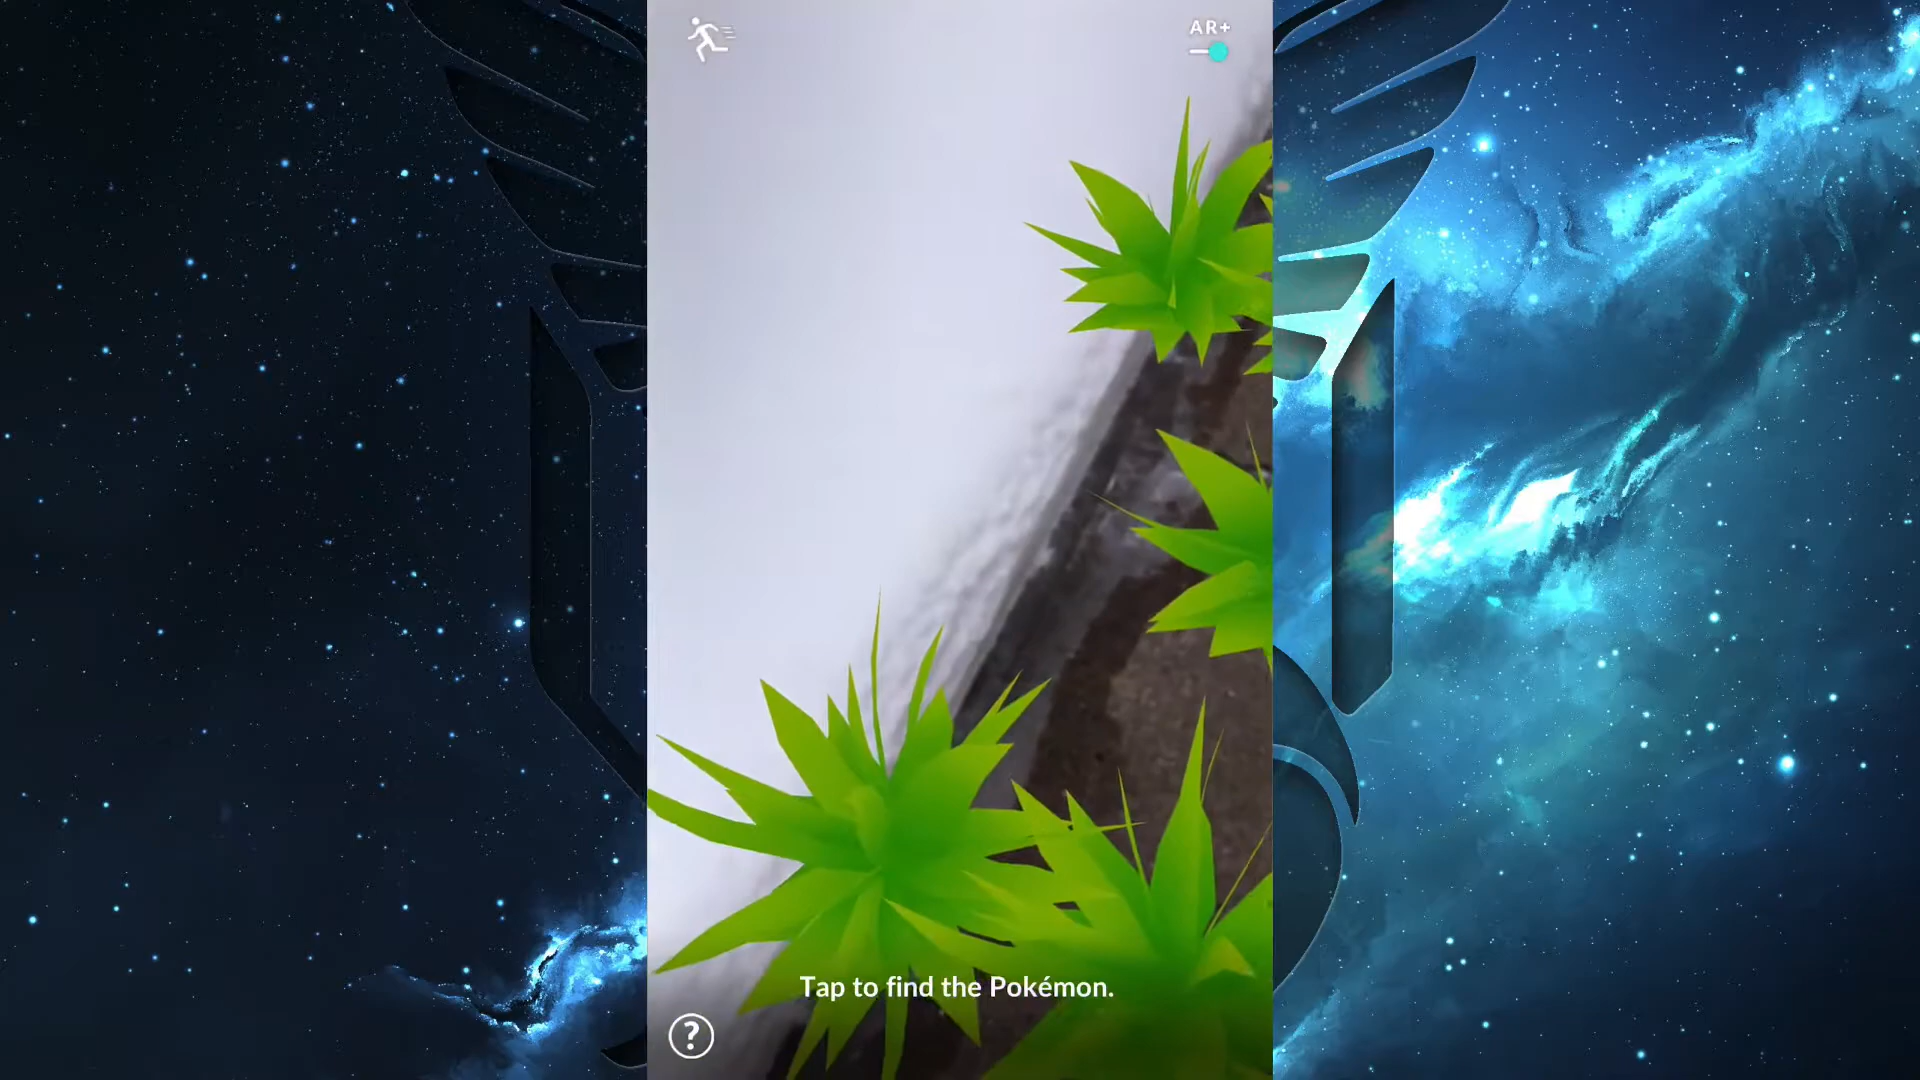 AR+
Tap to find the Pokémon.
?